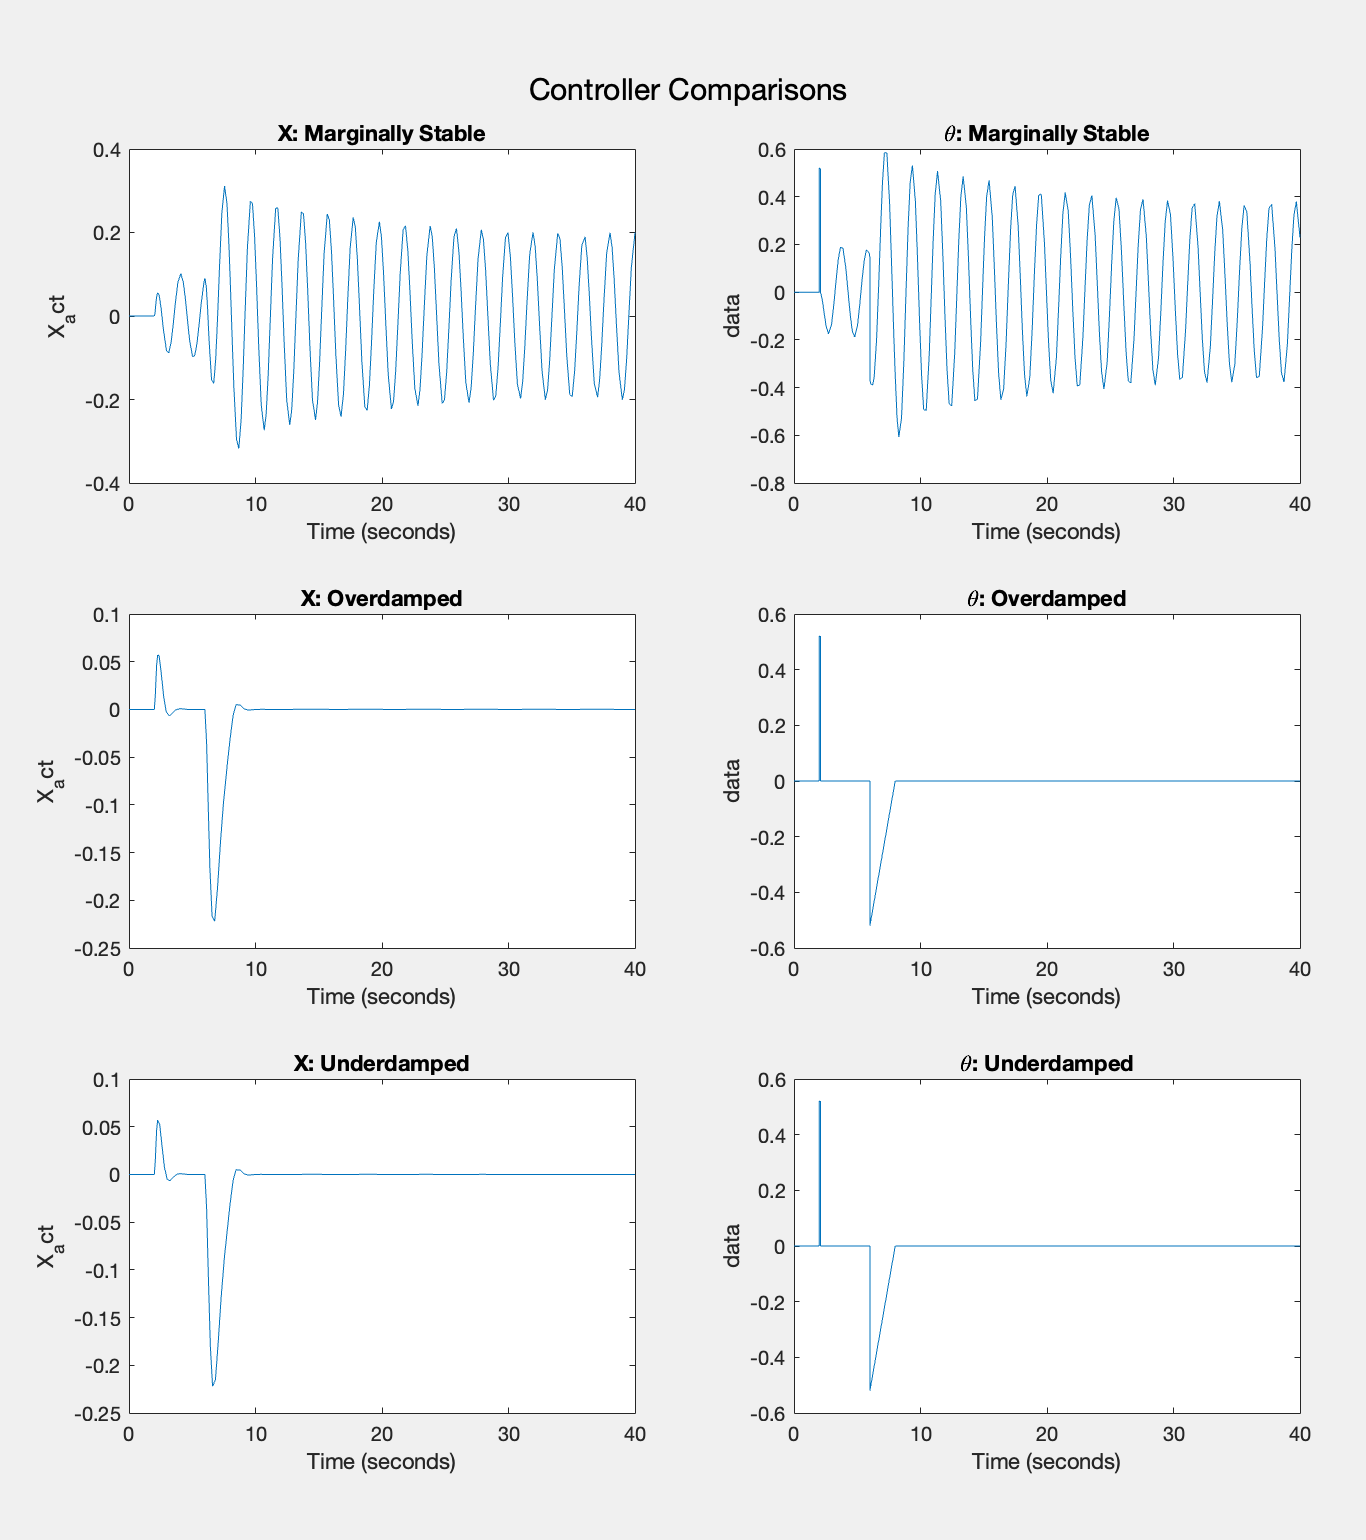 Controller Comparisons
X: Marginally Stable
0.4
0.2
0
-0.2
-0.4
X_act
0 10 20 30 40
Time (seconds)
θ: Marginally Stable
0.6
0.4
0.2
0
-0.2
-0.4
-0.6
-0.8
data
0 10 20 30 40
Time (seconds)
X: Overdamped
0.1
0.05
0
-0.05
-0.1
-0.15
-0.2
-0.25
X_act
0 10 20 30 40
Time (seconds)
θ: Overdamped
0.6
0.4
0.2
0
-0.2
-0.4
-0.6
data
0 10 20 30 40
Time (seconds)
X: Underdamped
0.1
0.05
0
-0.05
-0.1
-0.15
-0.2
-0.25
X_act
0 10 20 30 40
Time (seconds)
θ: Underdamped
0.6
0.4
0.2
0
-0.2
-0.4
-0.6
data
0 10 20 30 40
Time (seconds)